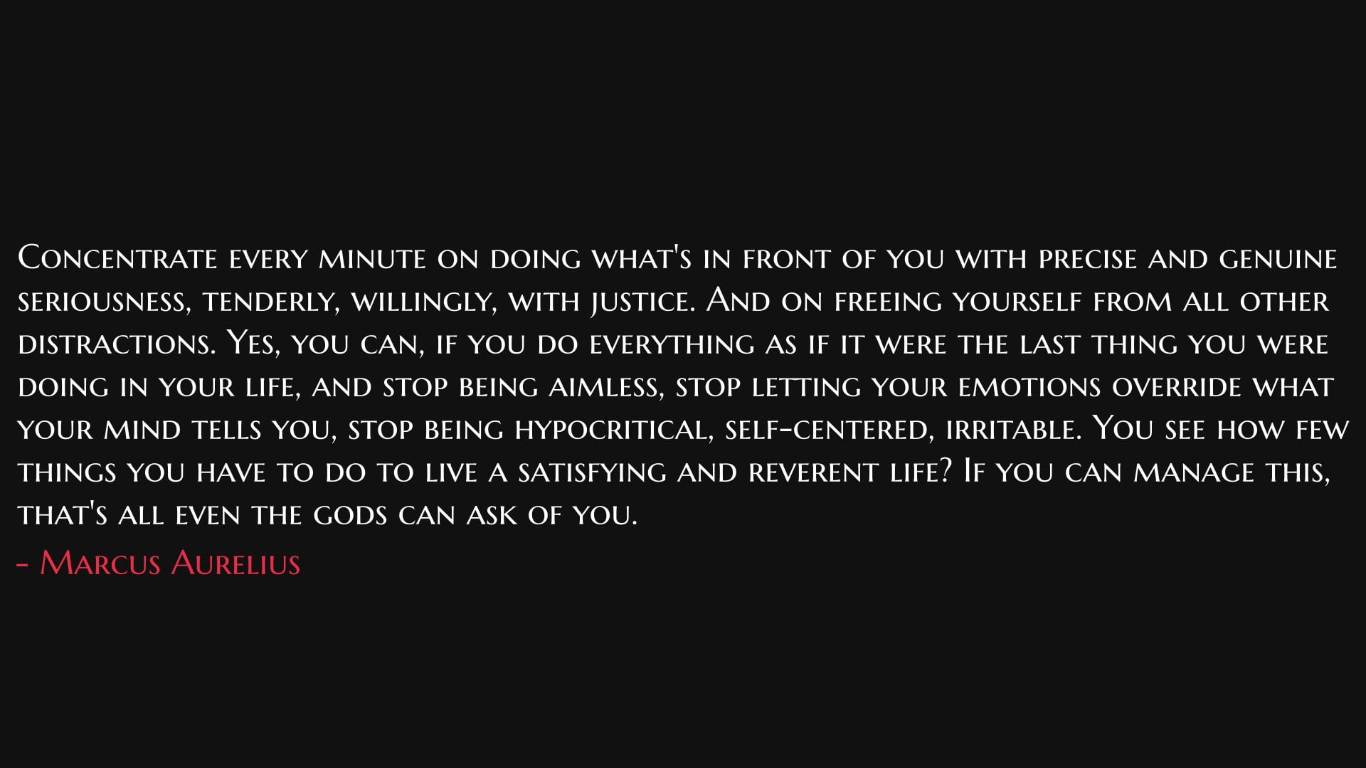 Concentrate every minute on doing what's in front of you with precise and genuine
seriousness, tenderly, willingly, with justice. And on freeing yourself from all other
distractions. Yes, you can, if you do everything as if it were the last thing you were
doing in your life, and stop being aimless, stop letting your emotions override what
your mind tells you, stop being hypocritical, self-centered, irritable. You see how few
things you have to do to live a satisfying and reverent life? If you can manage this,
that's all even the gods can ask of you.
- Marcus Aurelius